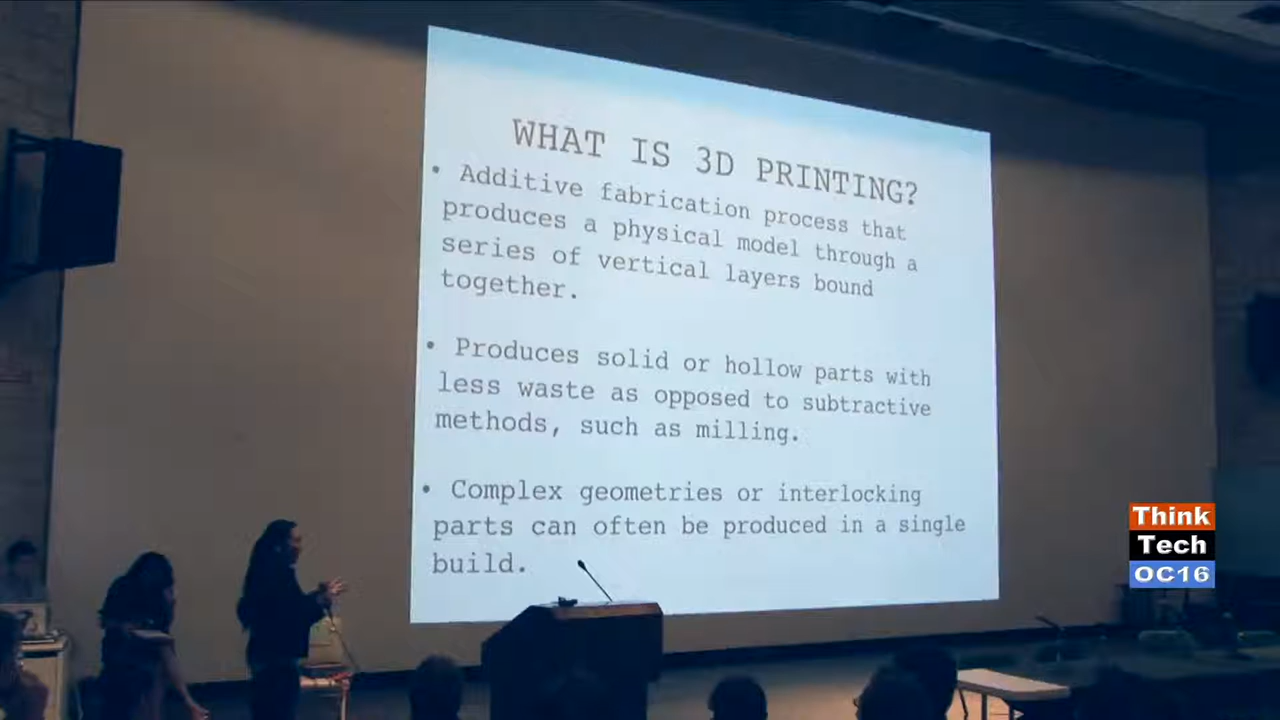 WHAT IS 3D PRINTING?
• Additive fabrication process that
produces a physical model through a
series of vertical layers bound
together.
• Produces solid or hollow parts with
less waste as opposed to subtractive
methods, such as milling.
• Complex geometries or interlocking
parts can often be produced in a single
build.
Think
Tech
OC16